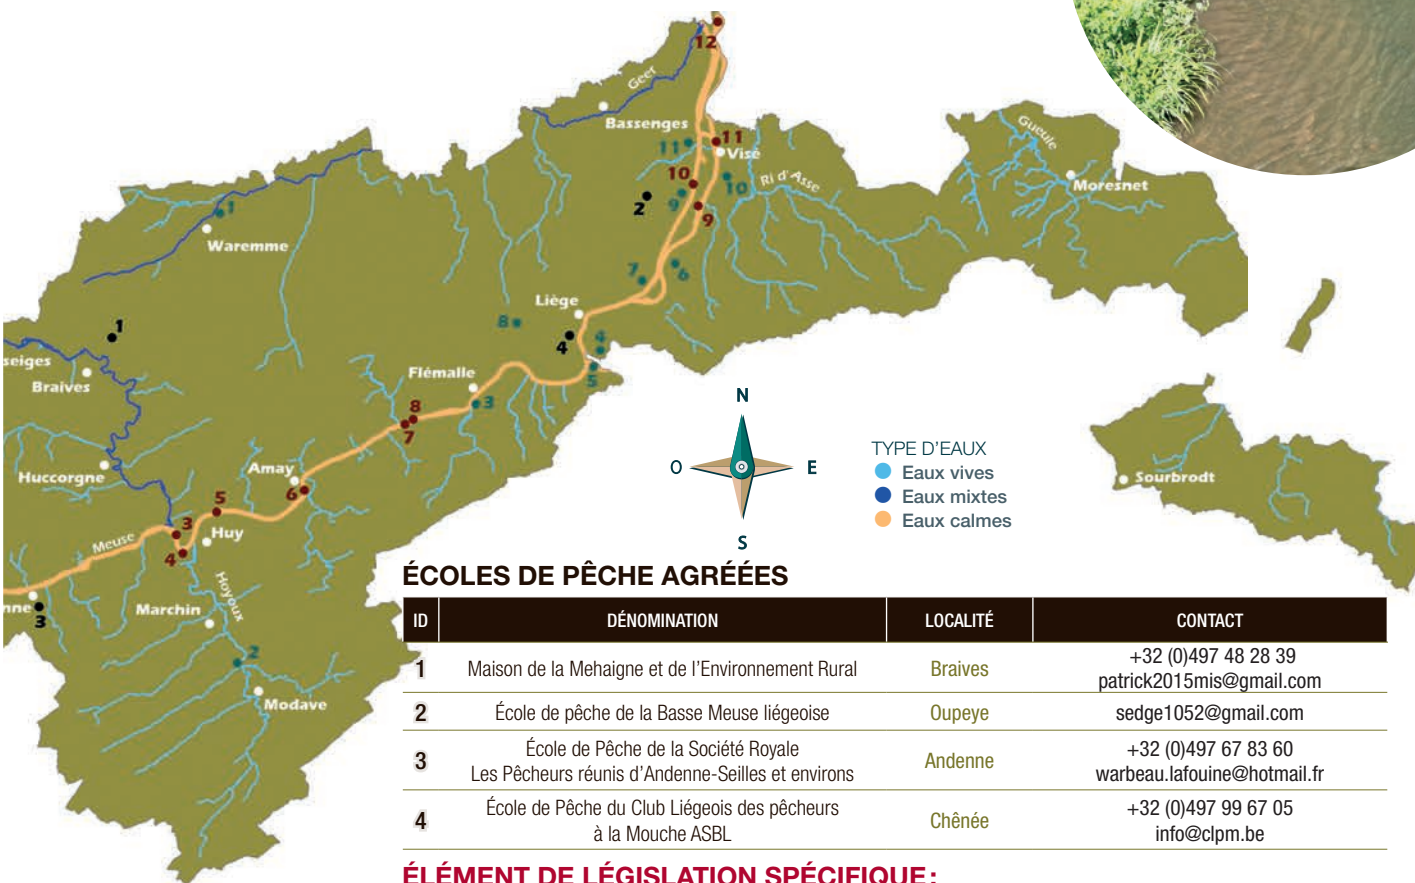 12
Geer
Bassenges
11
11
Visé
10
10
Ri d'Asse
2
9
9
Gueule
Moresnet
1
Waremme
7
6
Liège
8
4
4
5
1
seiges
Braives
Flémalle
3
8
7
Huccorgne
Amay
6
5
3
Huy
4
Meuse
Hoyoux
nne
3
Marchin
2
Modave
N
O
E
S
TYPE D'EAUX
Eaux vives
Eaux mixtes
Eaux calmes
Sourbrodt
ÉCOLES DE PÊCHE AGRÉÉES
ID DÉNOMINATION LOCALITÉ CONTACT
1 Maison de la Mehaigne et de l'Environnement Rural Braives +32 (0)497 48 28 39
patrick2015mis@gmail.com
2 École de pêche de la Basse Meuse liégeoise Oupeye sedge1052@gmail.com
3 École de Pêche de la Société Royale
Les Pêcheurs réunis d'Andenne-Seilles et environs Andenne +32 (0)497 67 83 60
warbeau.lafouine@hotmail.fr
4 École de Pêche du Club Liégeois des pêcheurs
à la Mouche ASBL Chênée +32 (0)497 99 67 05
info@clpm.be
ÉLÉMENT DE LÉGISLATION SPÉCIFIQUE :